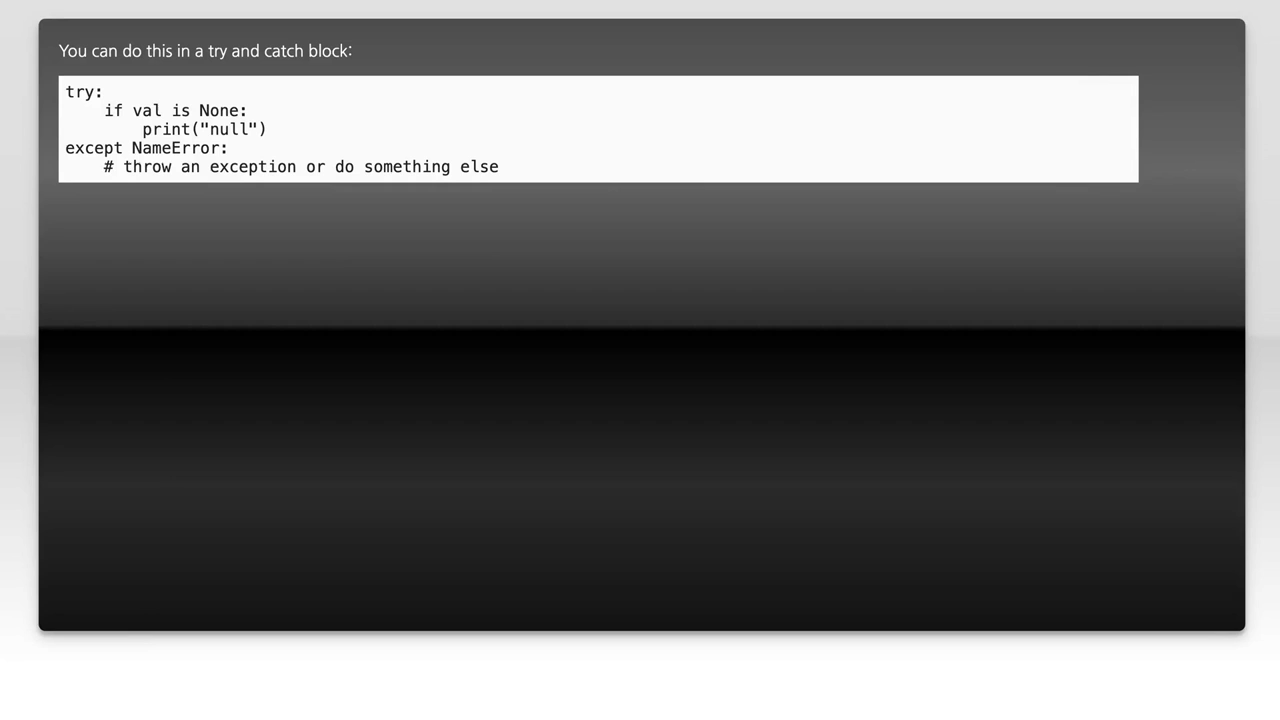 You can do this in a try and catch block:
try:
    if val is None:
        print("null")
except NameError:
    # throw an exception or do something else